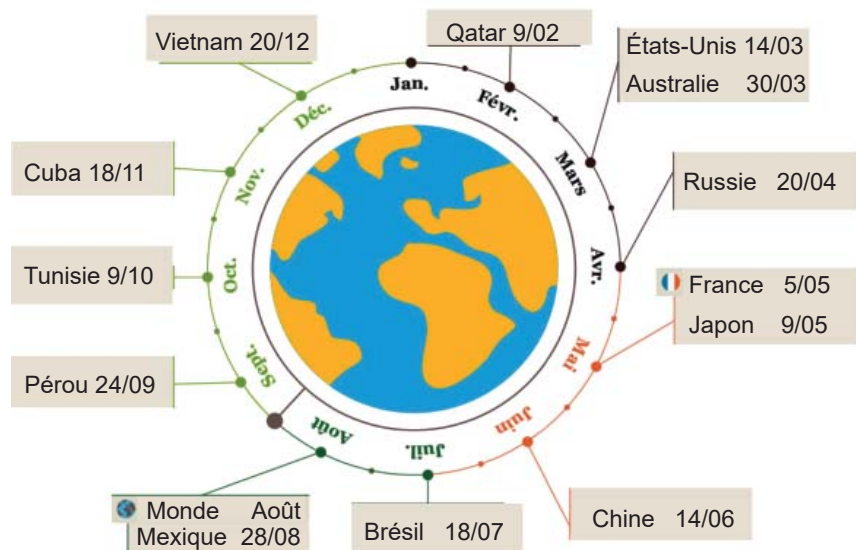 Vietnam 20/12
Qatar 9/02
États-Unis 14/03
Australie 30/03
Jan.
Févr.
Mars
Avr.
Mai
Juin
Juil.
Août
Sept.
Oct.
Nov.
Déc.
Cuba 18/11
Russie 20/04
Tunisie 9/10
France 5/05
Japon 9/05
Pérou 24/09
Monde Août
Mexique 28/08
Brésil 18/07
Chine 14/06